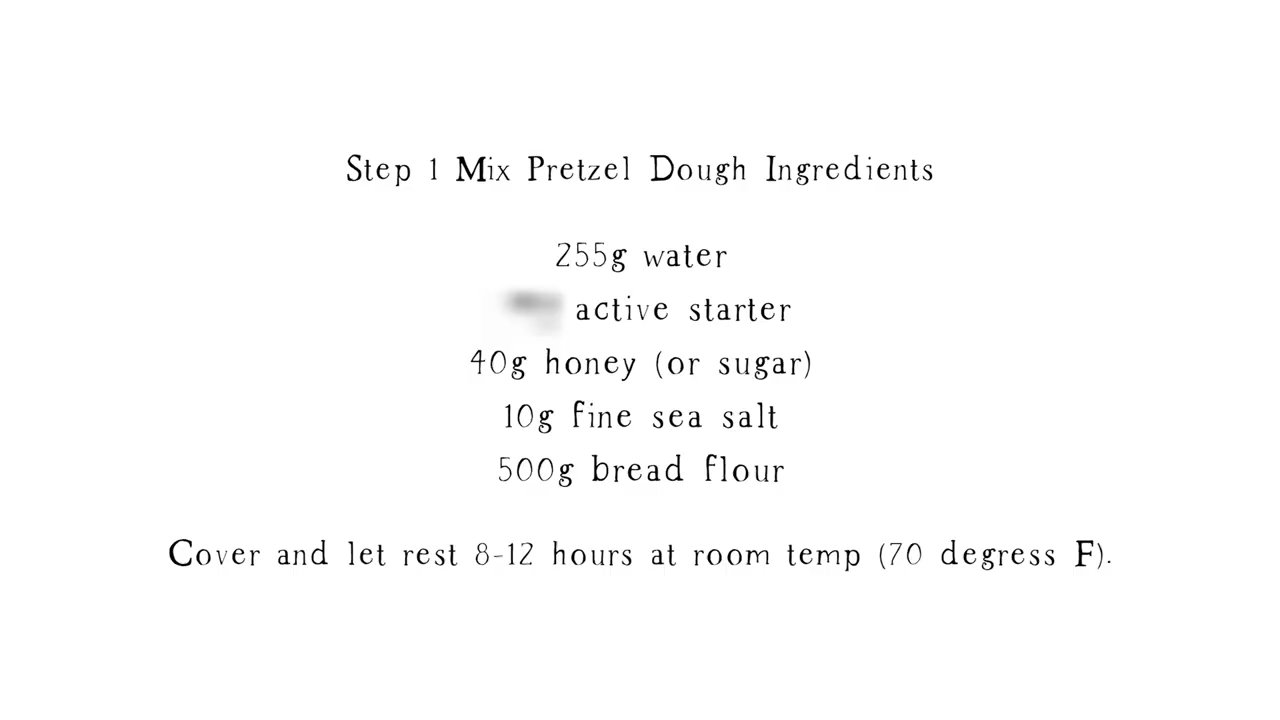 Step 1 Mix Pretzel Dough Ingredients
255g water
active starter
40g honey (or sugar)
10g fine sea salt
500g bread flour
Cover and let rest 8-12 hours at room temp (70 degress F).